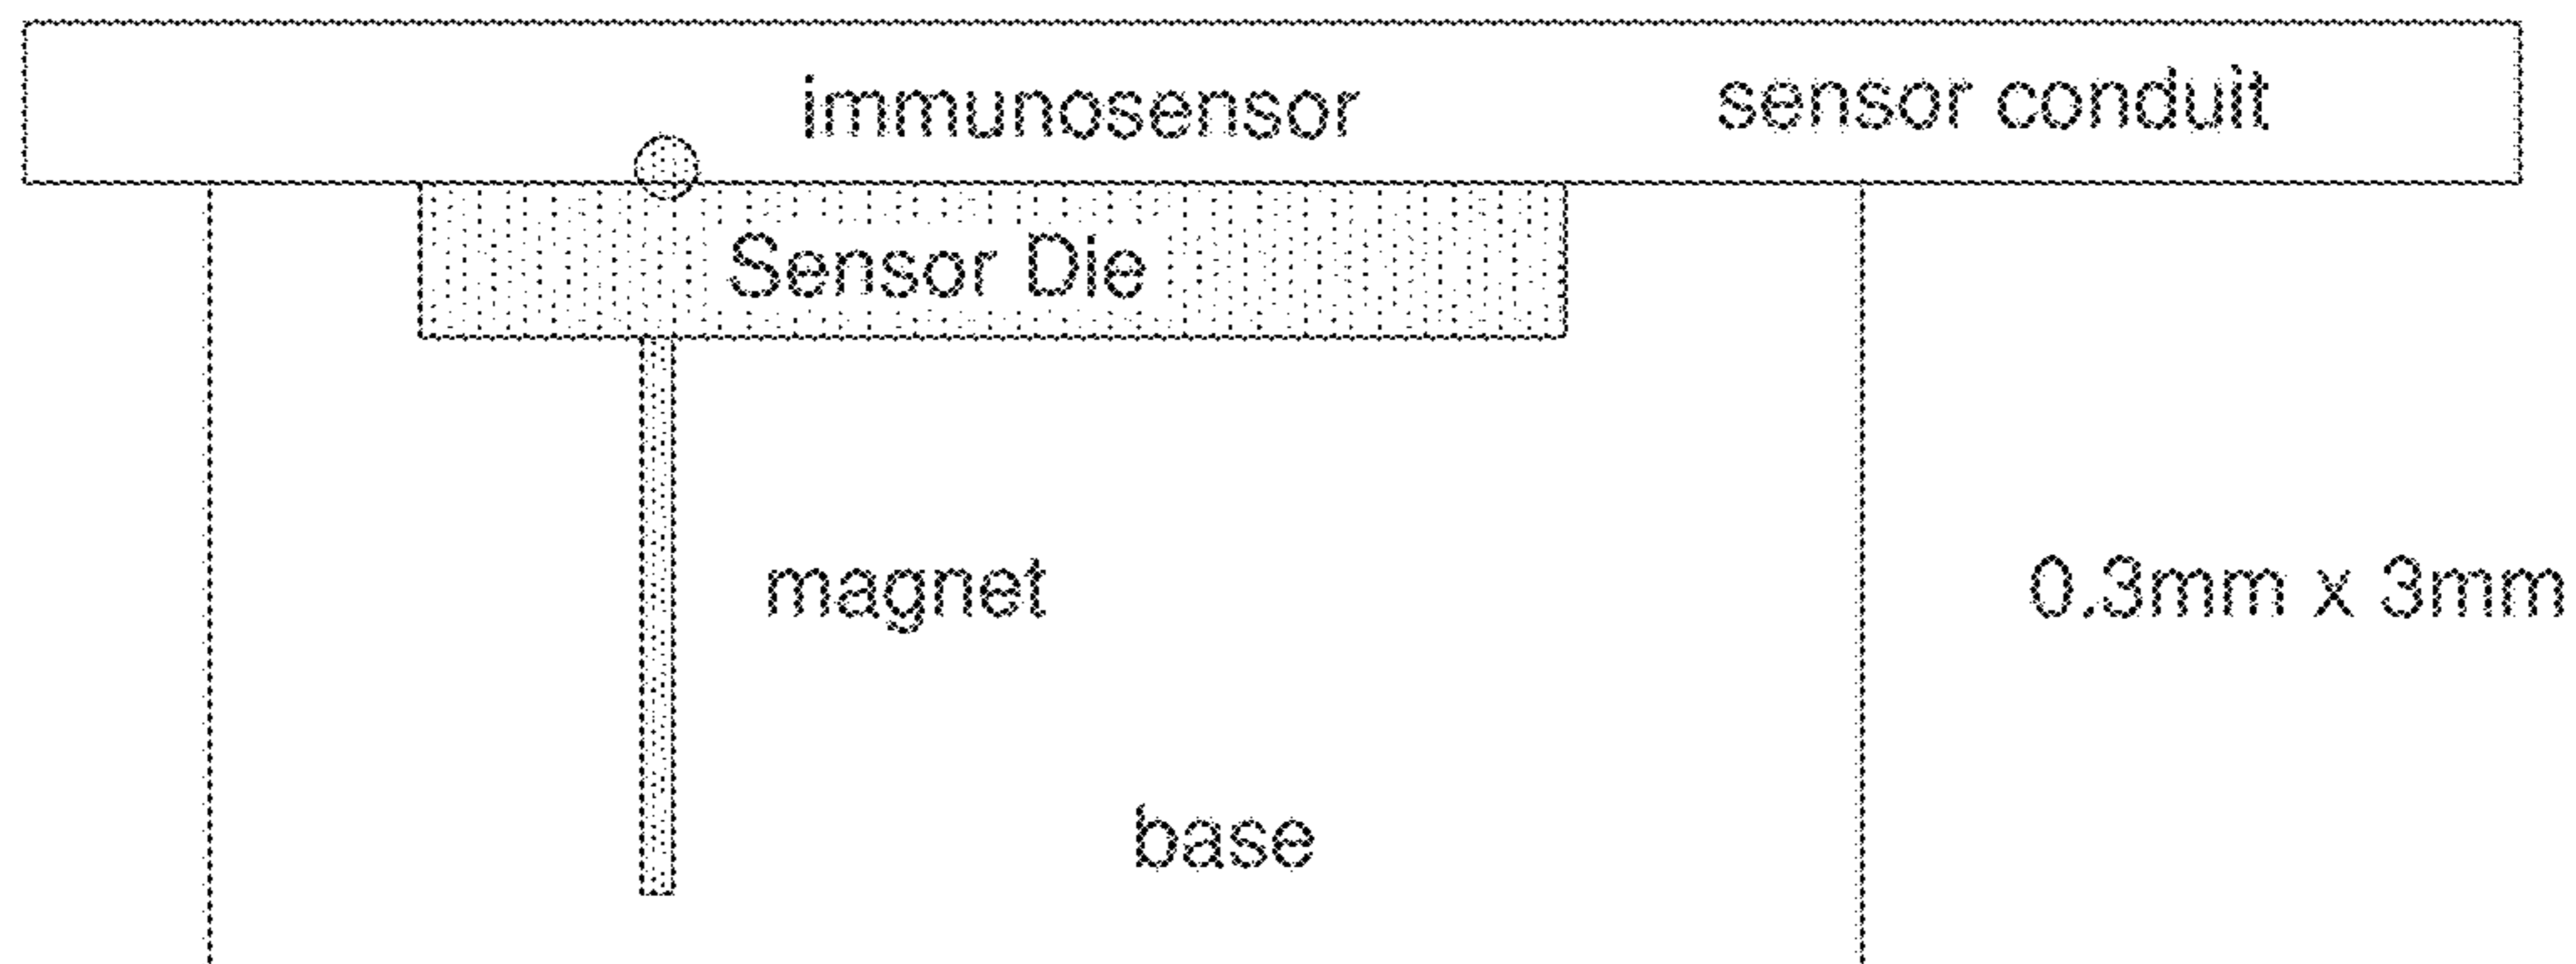 immunosensor
sensor conduit
Sensor Die
magnet
0.3mm x 3mm
base